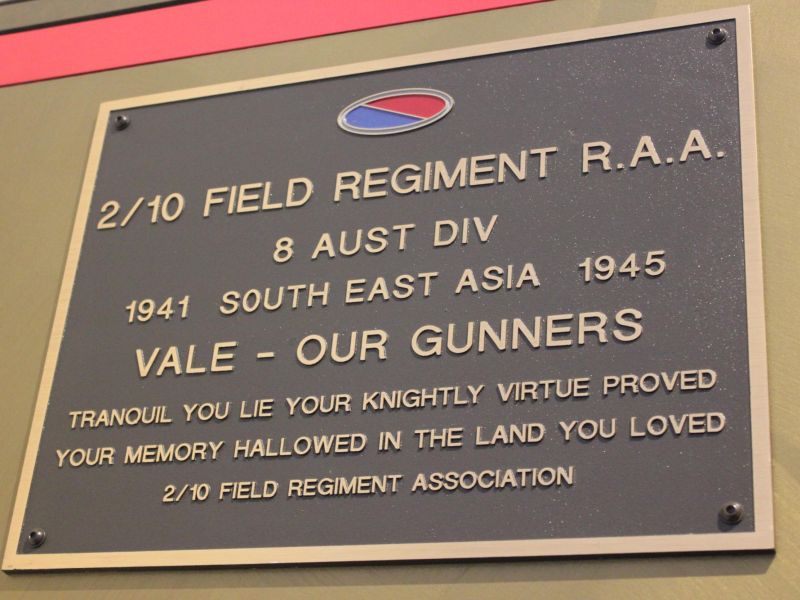 2/10 FIELD REGIMENT R.A.A.
8 AUST DIV
1941 SOUTH EAST ASIA 1945
VALE - OUR GUNNERS
TRANQUIL YOU LIE YOUR KNIGHTLY VIRTUE PROVED
YOUR MEMORY HALLOWED IN THE LAND YOU LOVED
2/10 FIELD REGIMENT ASSOCIATION